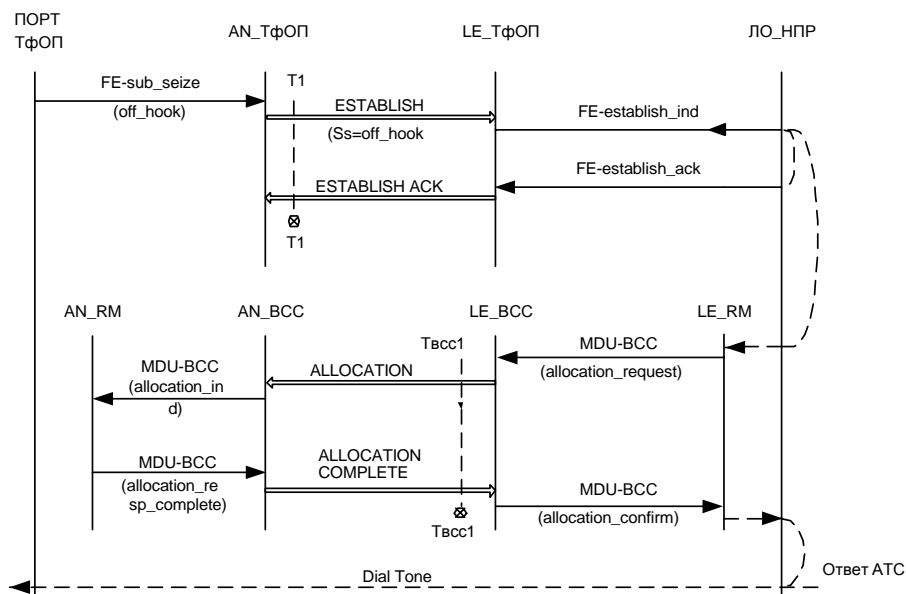 ПОРТ
ТфОП
AN_ТфОП
LE_ТфОП
ЛО_НПР
FE-sub_seize
(off_hook)
T1
ESTABLISH
(Ss=off_hook
FE-establish_ind
FE-establish_ack
ESTABLISH ACK
T1
AN_RM
AN_BCC
LE_BCC
LE_RM
Tвсс1
MDU-BCC
(allocation_request)
ALLOCATION
MDU-BCC
(allocation_in
d)
MDU-BCC
(allocation_re
sp_complete)
ALLOCATION
COMPLETE
MDU-BCC
(allocation_confirm)
Tвсс1
Dial Tone
Ответ АТС